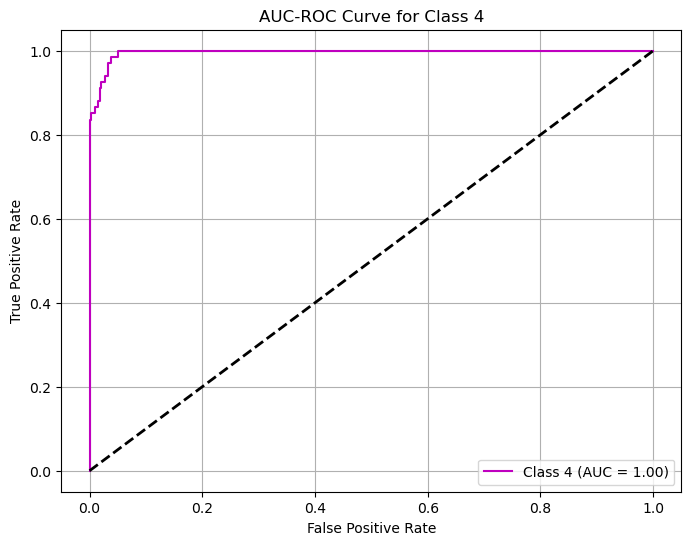 AUC-ROC Curve for Class 4
True Positive Rate
1.0
0.8
0.6
0.4
0.2
0.0
0.0 0.2 0.4 0.6 0.8 1.0
False Positive Rate
Class 4 (AUC = 1.00)